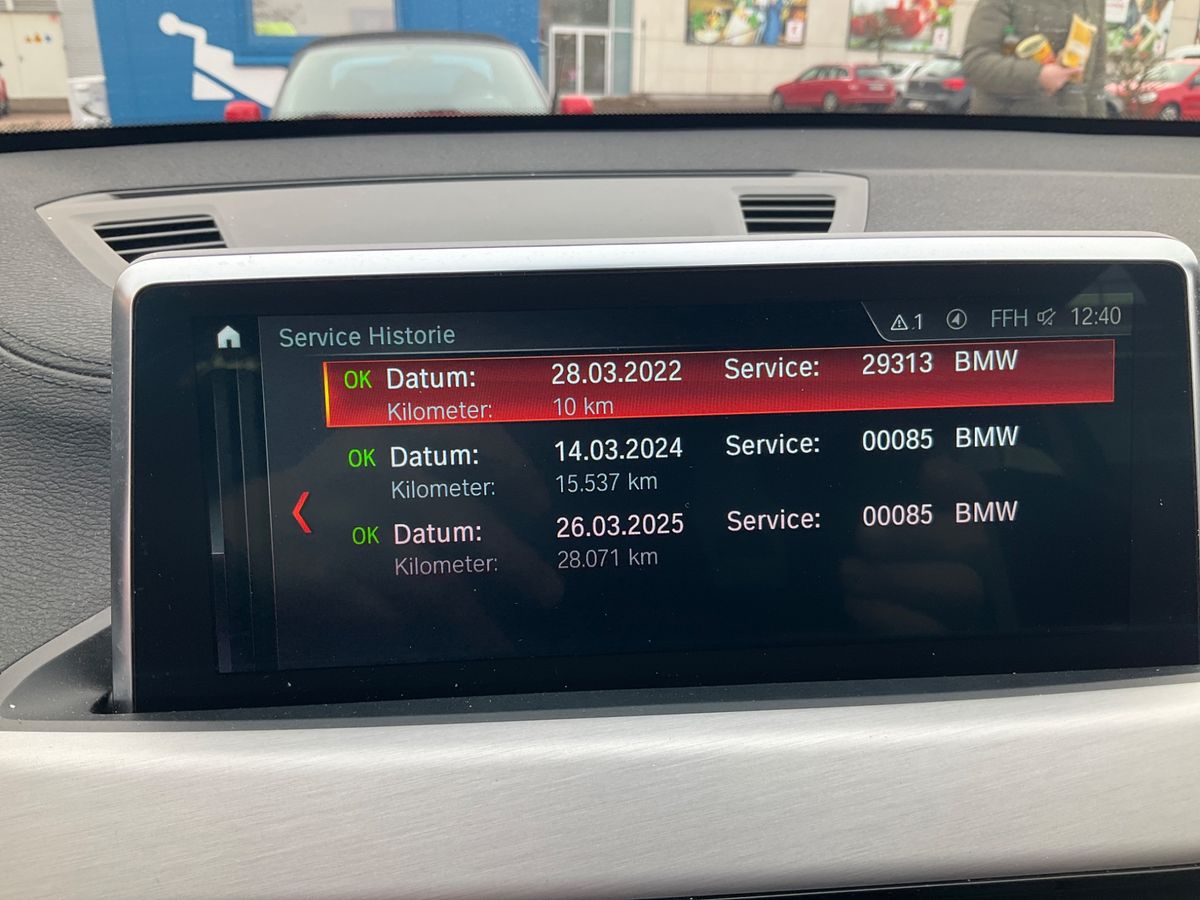 Service Historie
1 FFH 12:40
OK Datum: 28.03.2022 Service: 29313 BMW
Kilometer: 10 km
OK Datum: 14.03.2024 Service: 00085 BMW
Kilometer: 15.537 km
OK Datum: 26.03.2025 Service: 00085 BMW
Kilometer: 28.071 km